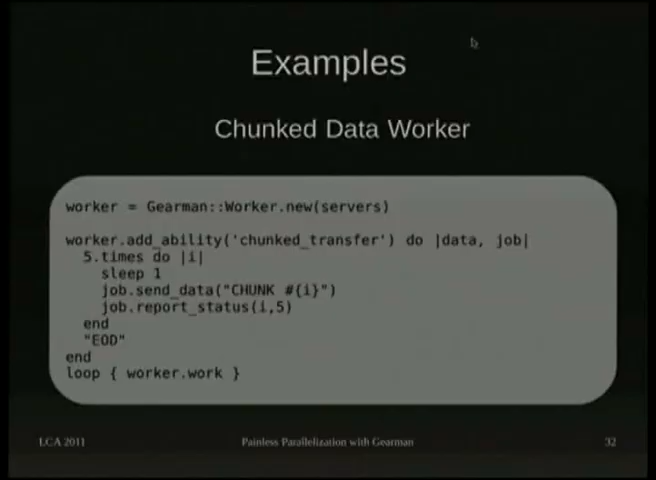 Examples
Chunked Data Worker
worker = Gearman::Worker.new(servers)
worker.add_ability('chunked_transfer') do |data, job|
  5.times do |i|
    sleep 1
    job.send_data("CHUNK #{i}")
    job.report_status(i,5)
  end
  "EOD"
end
loop { worker.work }
LCA 2011 Painless Parallelization with Gearman 32